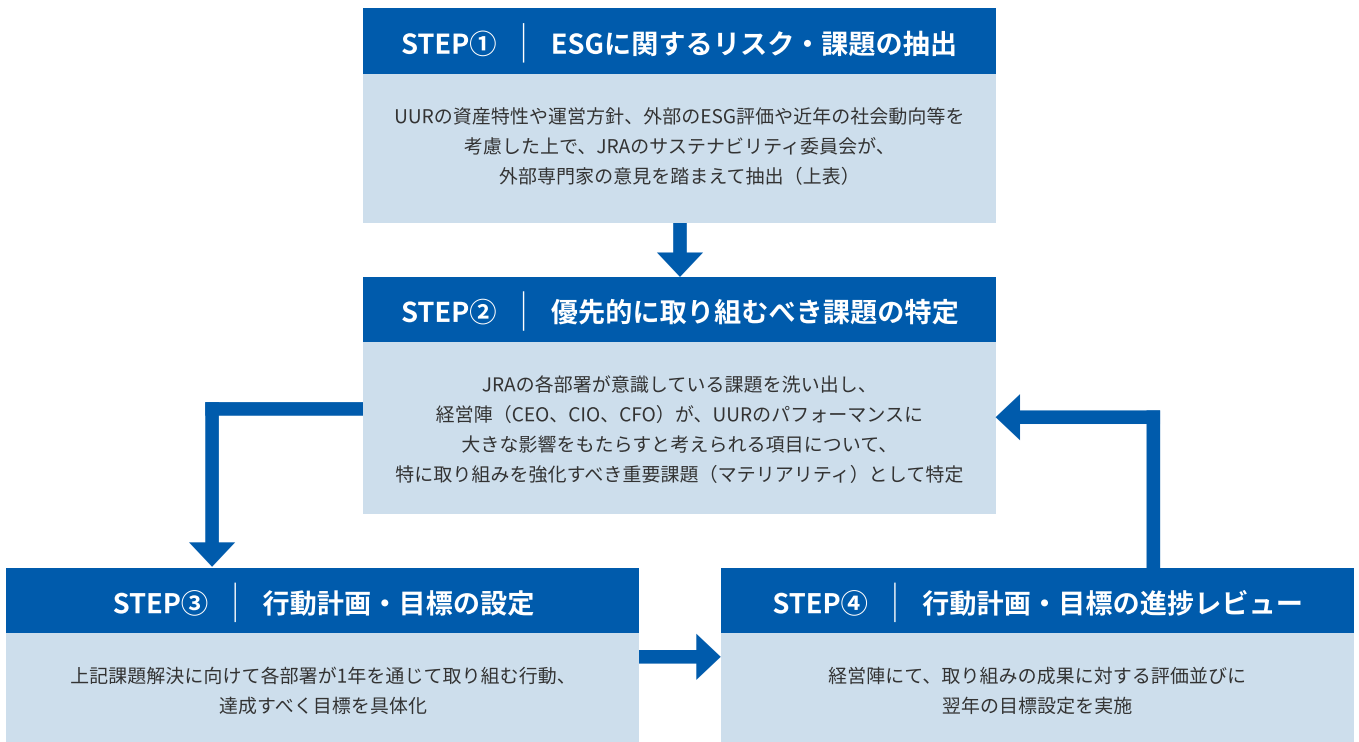 STEP① ESGに関するリスク・課題の抽出
UURの資産特性や運営方針、外部のESG評価や近年の社会動向等を
考慮した上で、JRAのサステナビリティ委員会が、
外部専門家の意見を踏まえて抽出（上表）
STEP② 優先的に取り組むべき課題の特定
JRAの各部署が意識している課題を洗い出し、
経営陣（CEO、CIO、CFO）が、UURのパフォーマンスに
大きな影響をもたらすと考えられる項目について、
特に取り組みを強化すべき重要課題（マテリアリティ）として特定
STEP③ 行動計画・目標の設定
上記課題解決に向けて各部署が1年を通じて取り組む行動、
達成すべく目標を具体化
STEP④ 行動計画・目標の進捗レビュー
経営陣にて、取り組みの成果に対する評価並びに
翌年の目標設定を実施